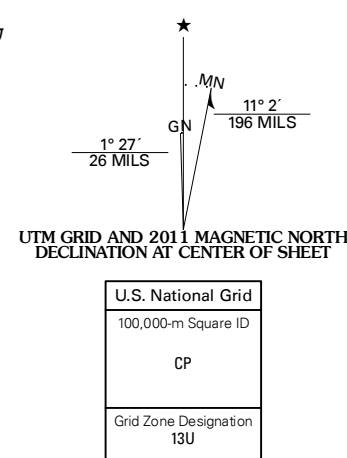 ★
MN
GN
11° 2´
196 MILS
1° 27´
26 MILS
UTM GRID AND 2011 MAGNETIC NORTH
DECLINATION AT CENTER OF SHEET
U.S. National Grid
100,000-m Square ID
CP
Grid Zone Designation
13U